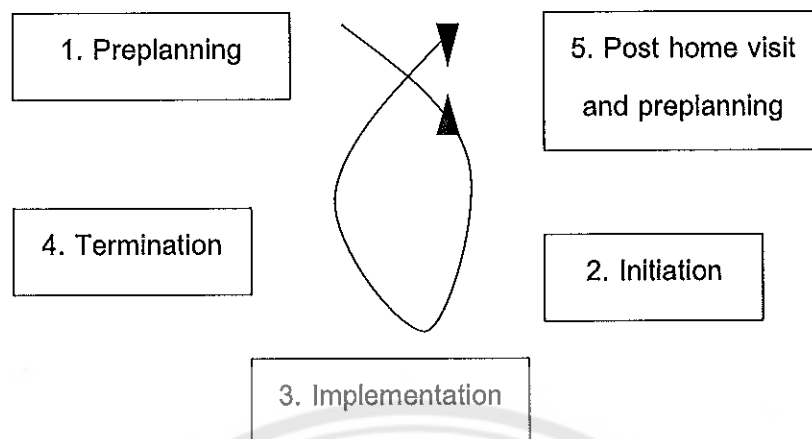 1. Preplanning
5. Post home visit
and preplanning
4. Termination
2. Initiation
3. Implementation